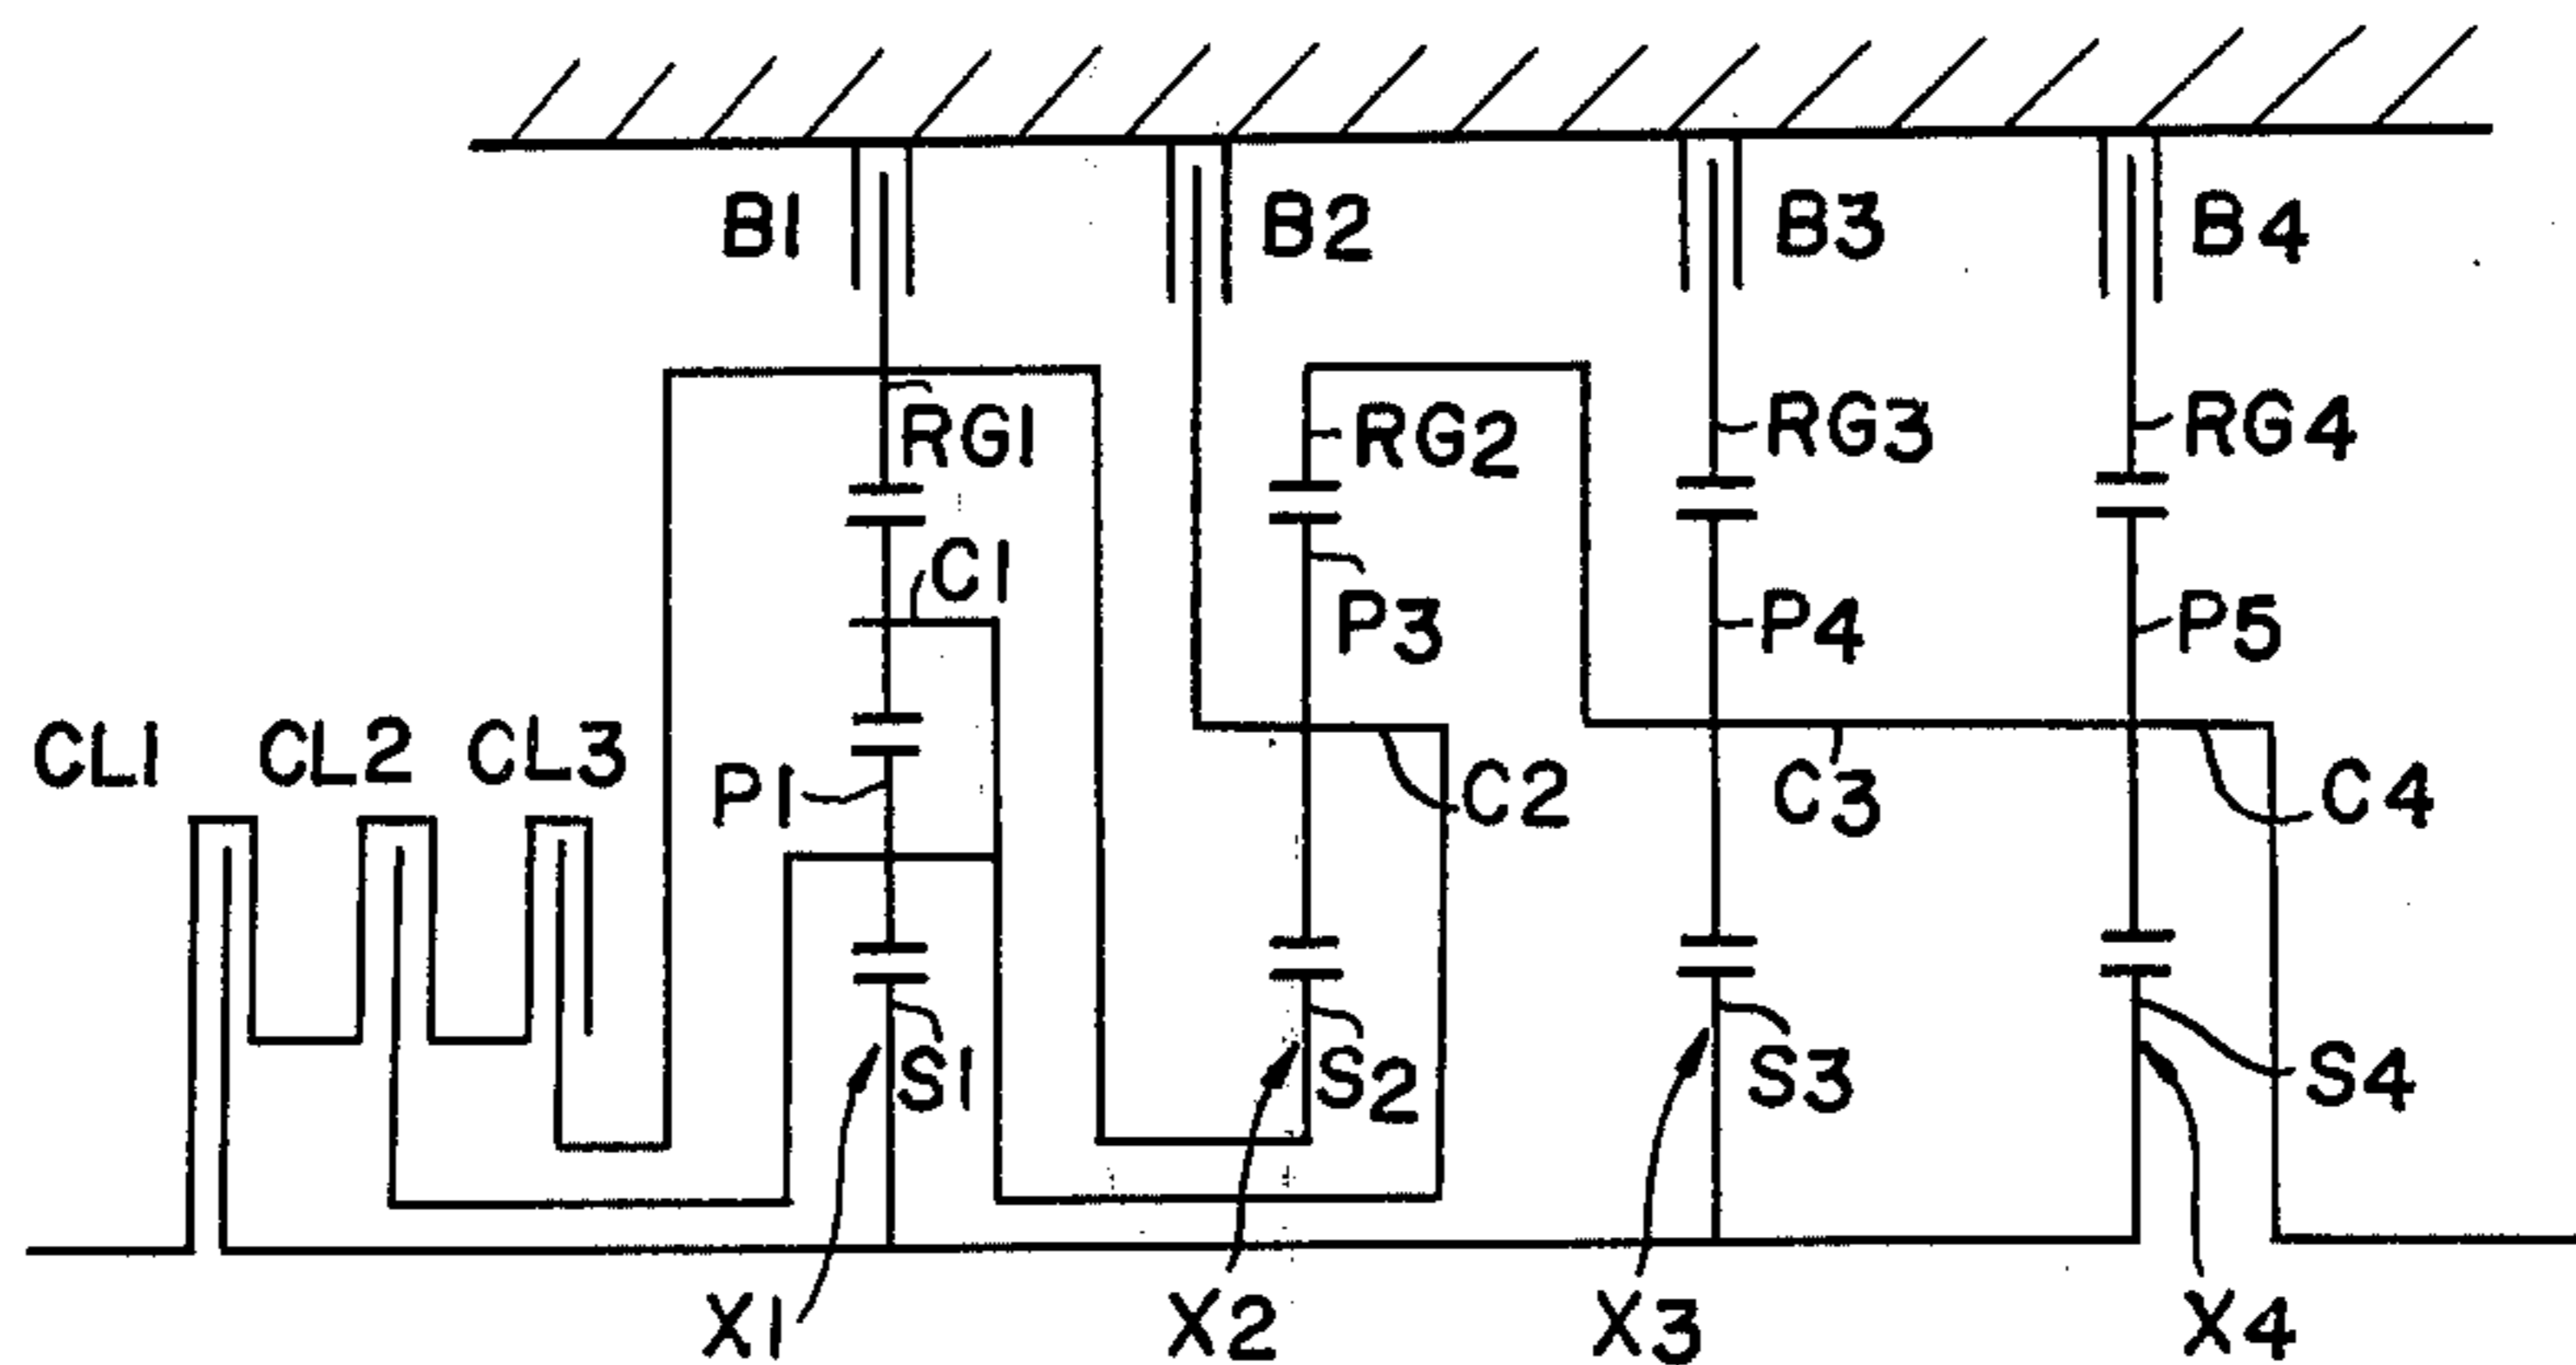 B1 B2 B3 B4
RG1 RG2 RG3 RG4
C1
P3 P4 P5
CL1 CL2 CL3
P1 C2 C3 C4
S1 S2 S3 S4
X1 X2 X3 X4